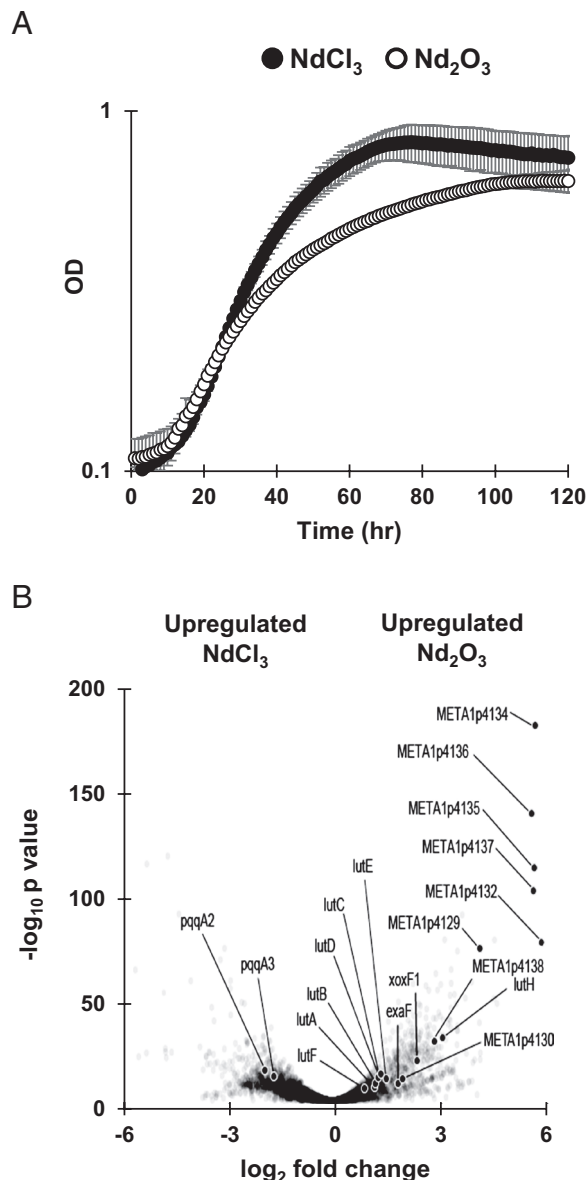 A
NdCl3 Nd2O3
1
OD
0.1
0 20 40 60 80 100 120
Time (hr)
B
Upregulated NdCl3
Upregulated Nd2O3
200
META1p4134
META1p4136
150
META1p4135
META1p4137
lutE
100
META1p4132
lutC
META1p4129
pqqA2
lutD
pqqA3
xoxF1
META1p4138
lutB
exaF
lutH
50
lutA
META1p4130
lutF
0
-log10 p value
-6 -3 0 3 6
log2 fold change